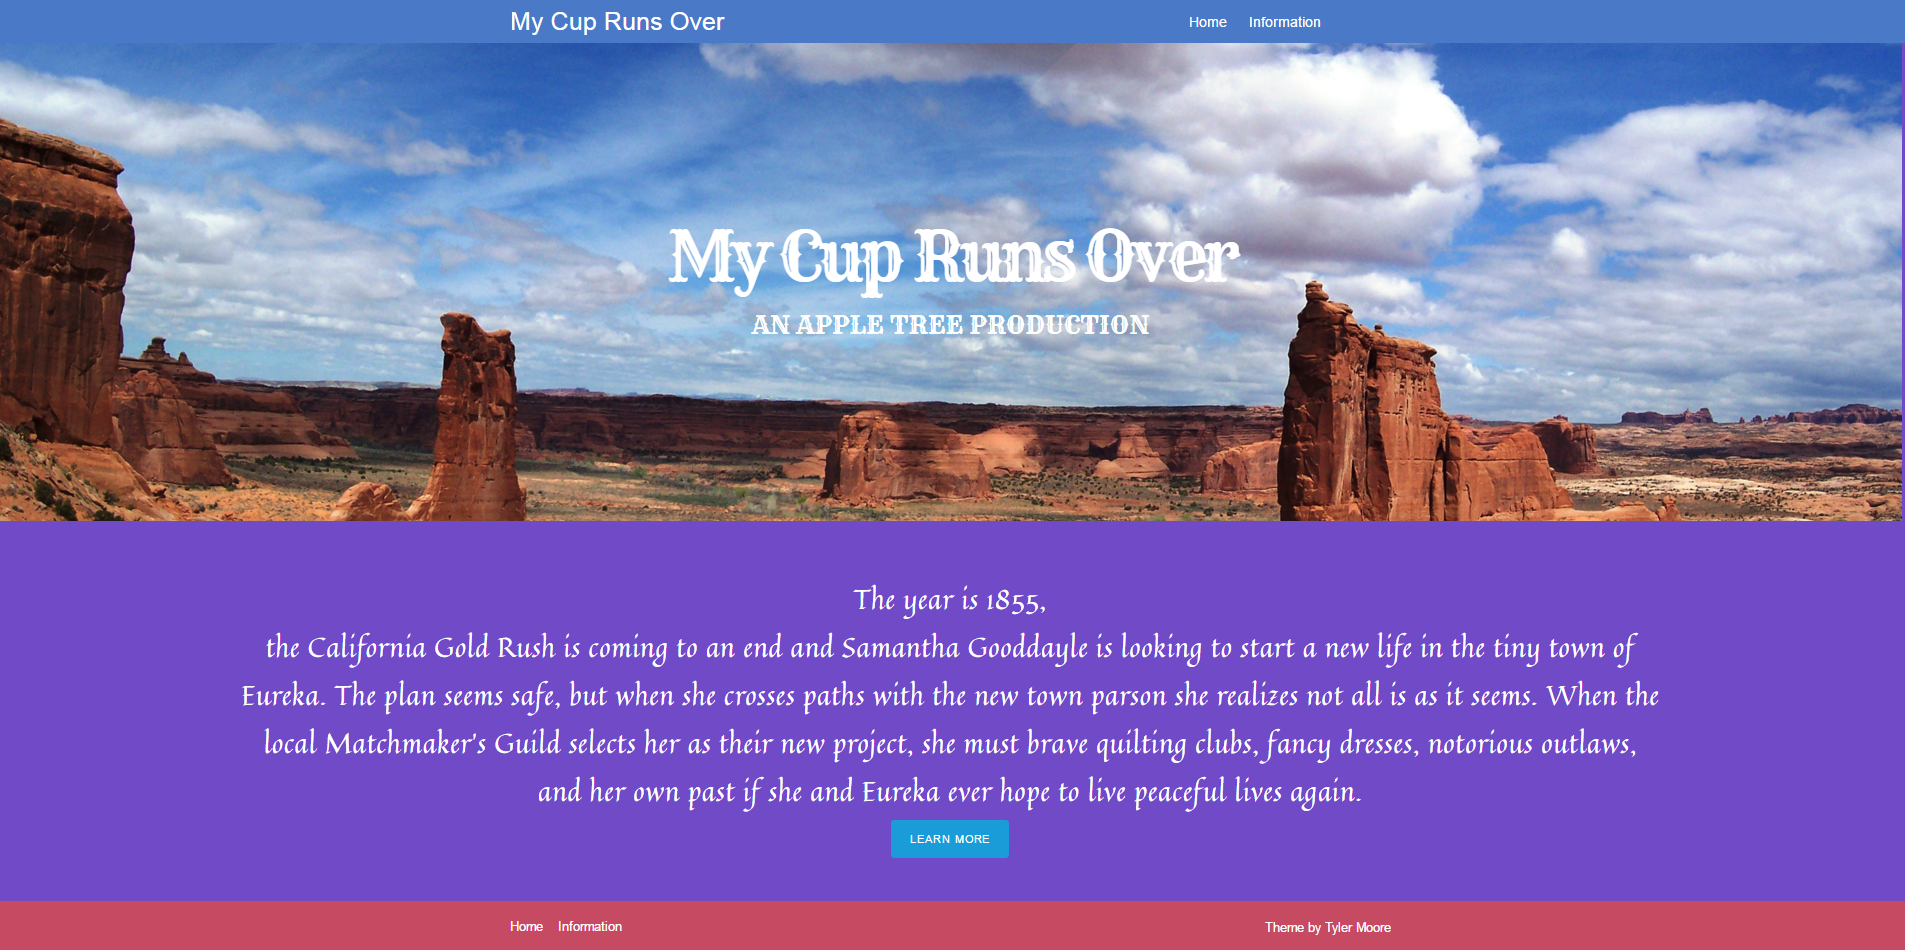 My Cup Runs Over
Home Information
My Cup Runs Over
AN APPLE TREE PRODUCTION
The year is 1855,
the California Gold Rush is coming to an end and Samantha Gooddayle is looking to start a new life in the tiny town of
Eureka. The plan seems safe, but when she crosses paths with the new town parson she realizes not all is as it seems. When the
local Matchmaker's Guild selects her as their new project, she must brave quilting clubs, fancy dresses, notorious outlaws,
and her own past if she and Eureka ever hope to live peaceful lives again.
LEARN MORE
Home Information
Theme by Tyler Moore